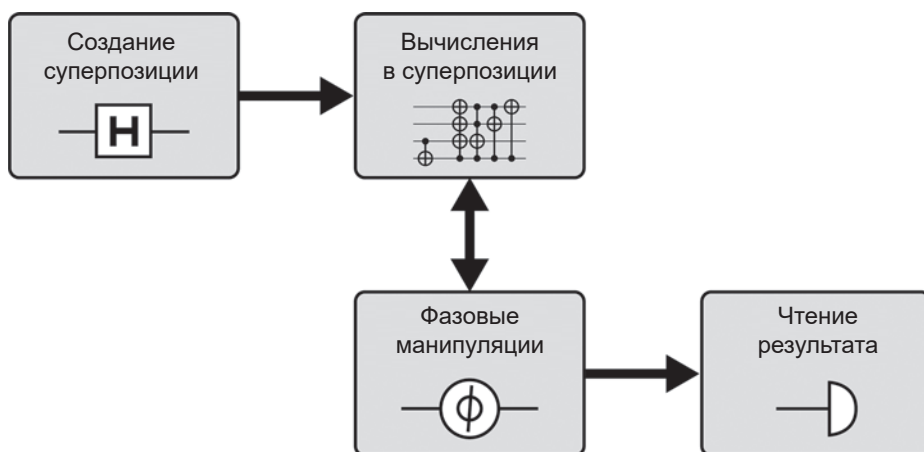 Создание
суперпозиции
H
Вычисления
в суперпозиции
Фазовые
манипуляции
ϕ
Чтение
результата